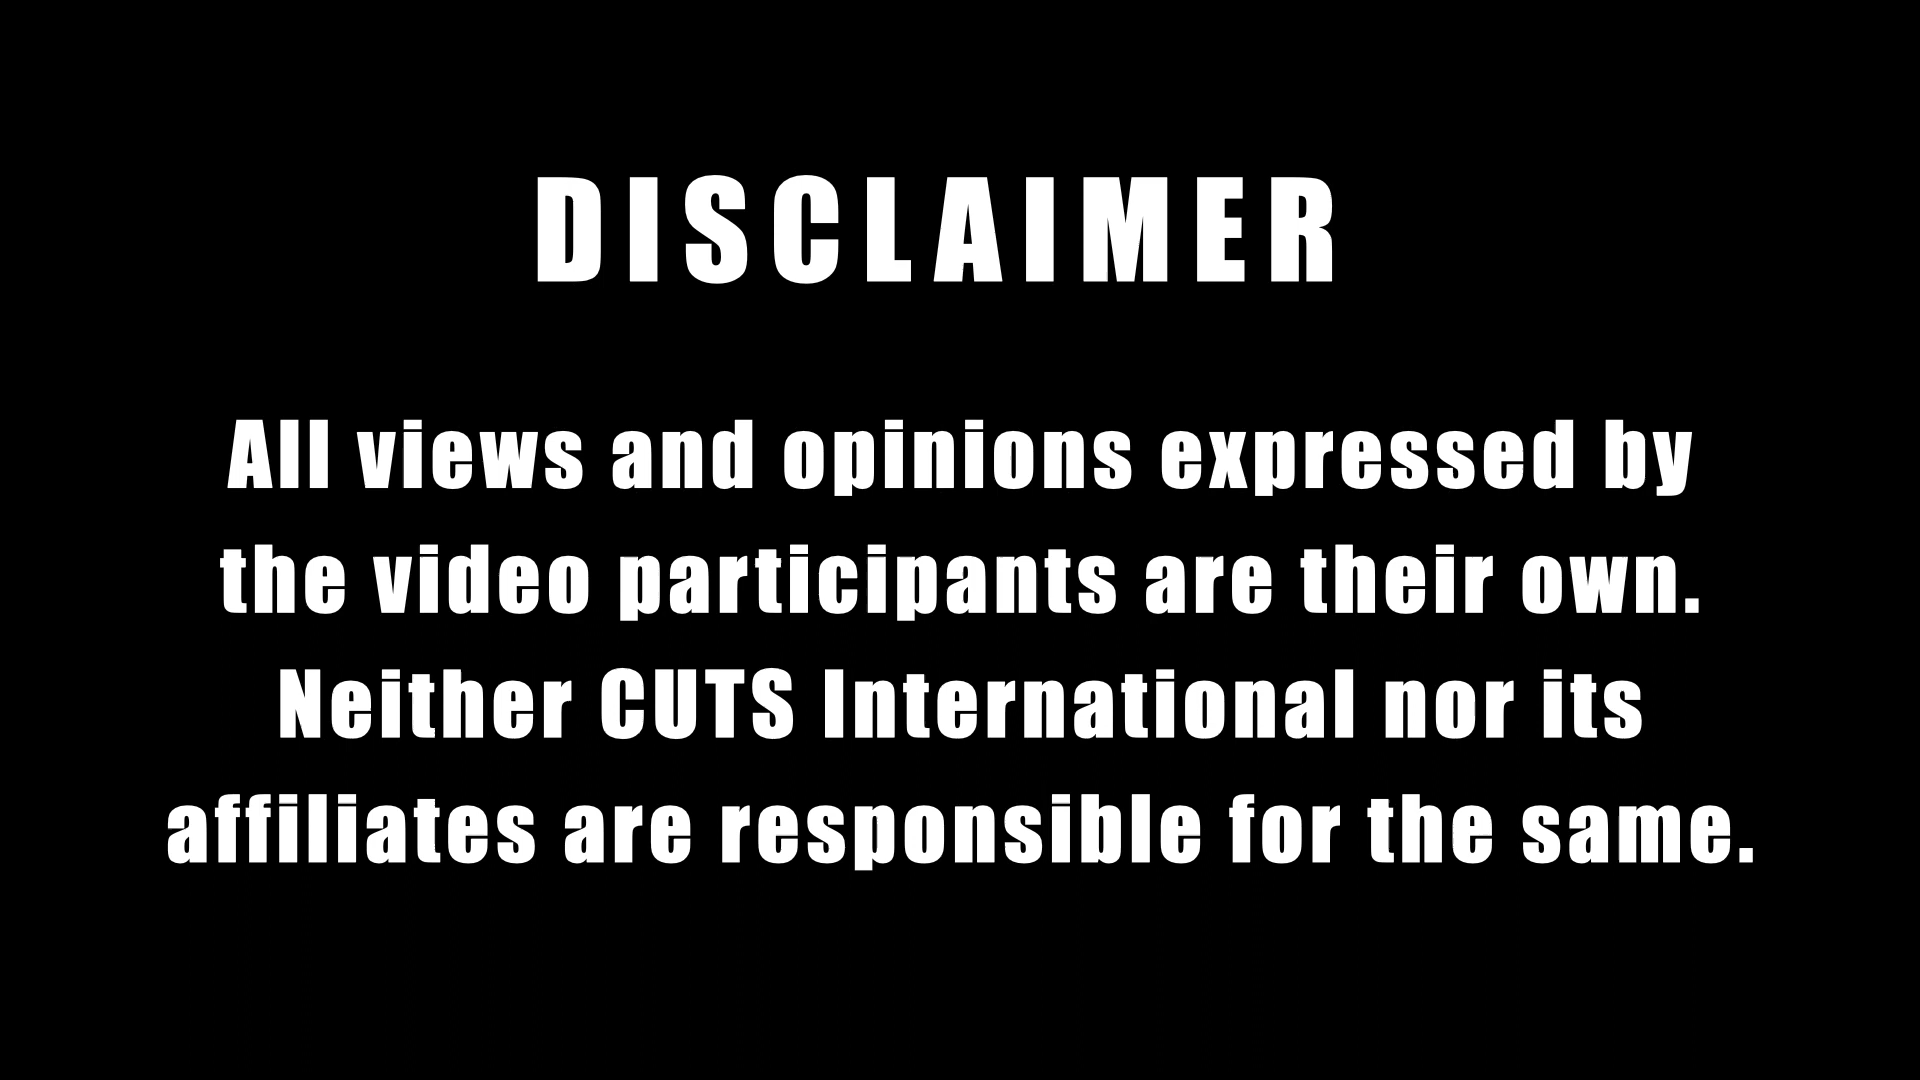 DISCLAIMER
All views and opinions expressed by
the video participants are their own.
Neither CUTS International nor its
affiliates are responsible for the same.